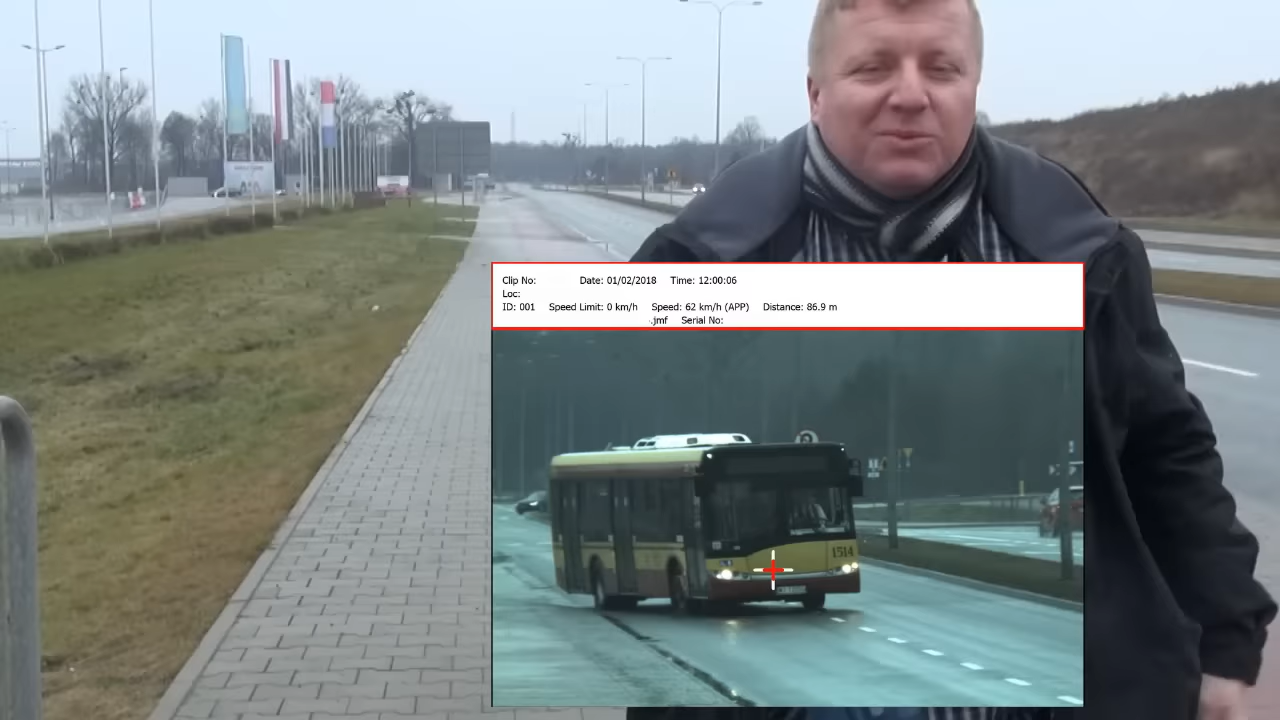 Clip No: Date: 01/02/2018 Time: 12:00:06
Loc:
ID: 001 Speed Limit: 0 km/h Speed: 62 km/h (APP) Distance: 86.9 m
.jmf Serial No:
1514